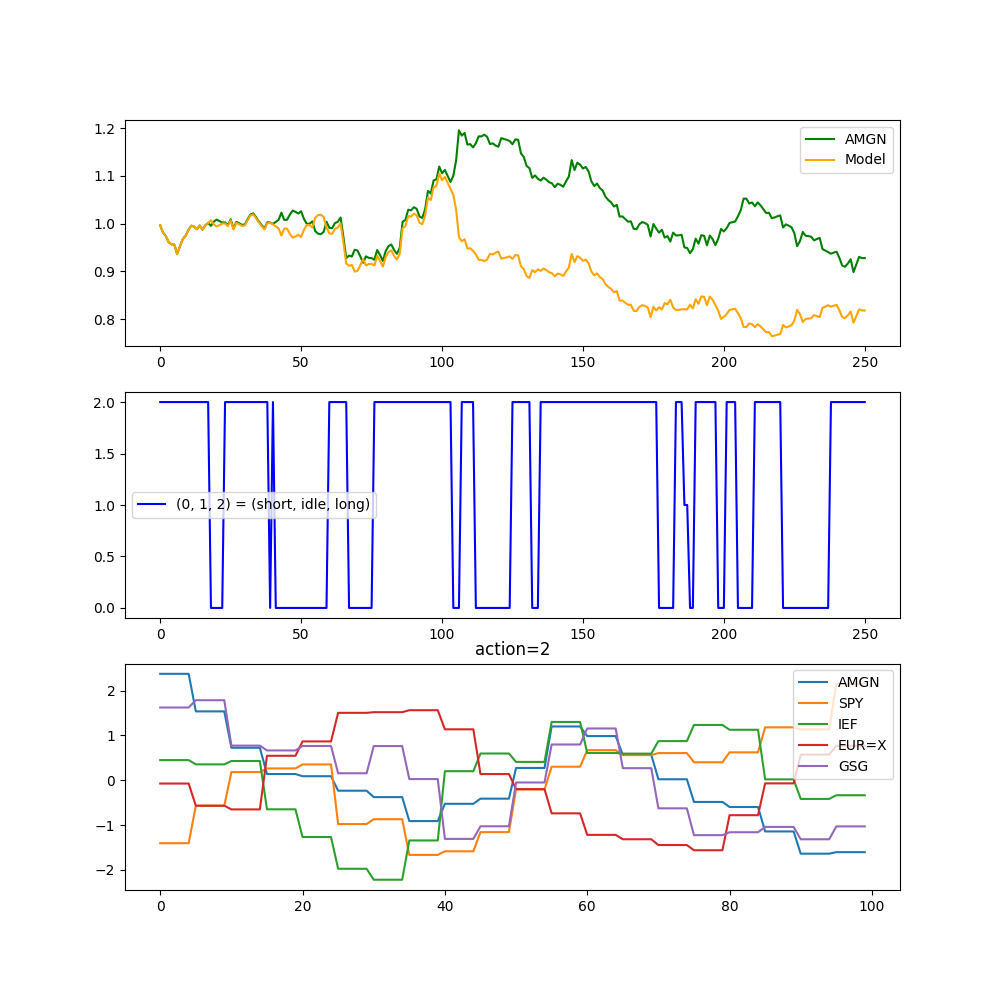 1.2
1.1
1.0
0.9
0.8
AMGN
Model
0 50 100 150 200 250
2.0
1.5
1.0
0.5
0.0
(0, 1, 2) = (short, idle, long)
0 50 100 150 200 250
action=2
2
1
0
−1
−2
AMGN
SPY
IEF
EUR=X
GSG
0 20 40 60 80 100